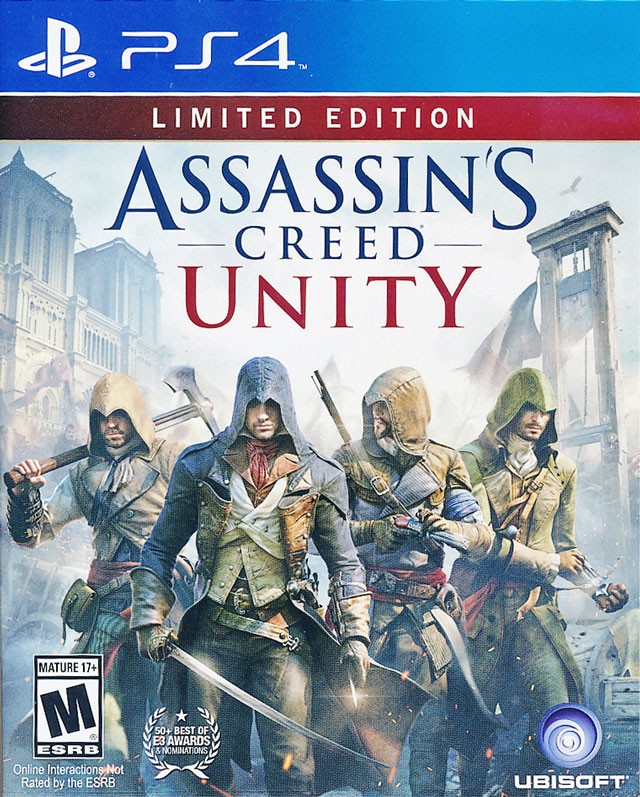 PS4™
LIMITED EDITION
ASSASSIN'S
CREED®
UNITY
MATURE 17+
M
®
ESRB
Online Interactions Not
Rated by the ESRB
50+ BEST OF
E3 AWARDS
& NOMINATIONS
UBISOFT®